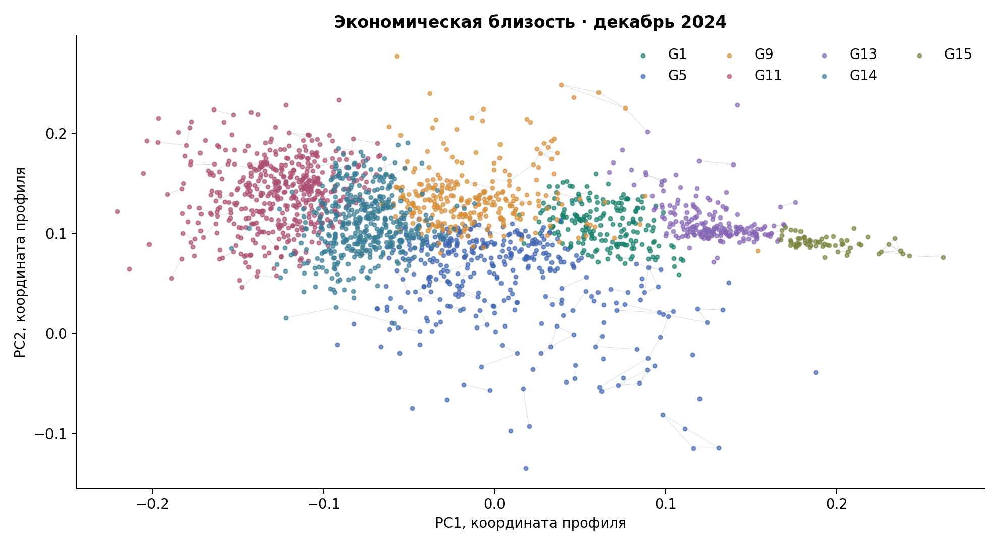 Экономическая близость · декабрь 2024
G1 G9 G13 G15
G5 G11 G14
0.2
0.1
0.0
−0.1
PC2, координата профиля
−0.2 −0.1 0.0 0.1 0.2
PC1, координата профиля